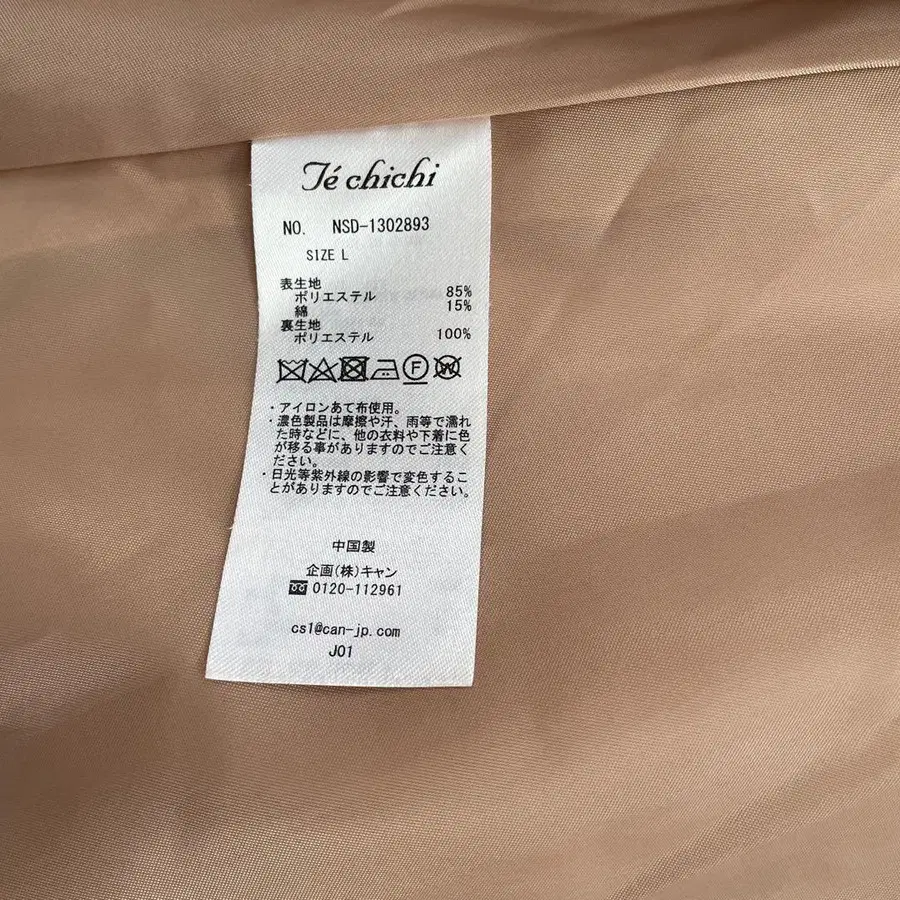 Té chichi
NO. NSD-1302893
SIZE L
表生地
ポリエステル 85%
綿 15%
裏生地
ポリエステル 100%
F W
・アイロンあて布使用。
・濃色製品は摩擦や汗、雨等で濡れ
た時などに、他の衣料や下着に色
が移る事がありますのでご注意く
ださい。
・日光等紫外線の影響で変色するこ
とがありますのでご注意ください。
中国製
企画(株)キャン
0120-112961
cs1@can-jp.com
J01